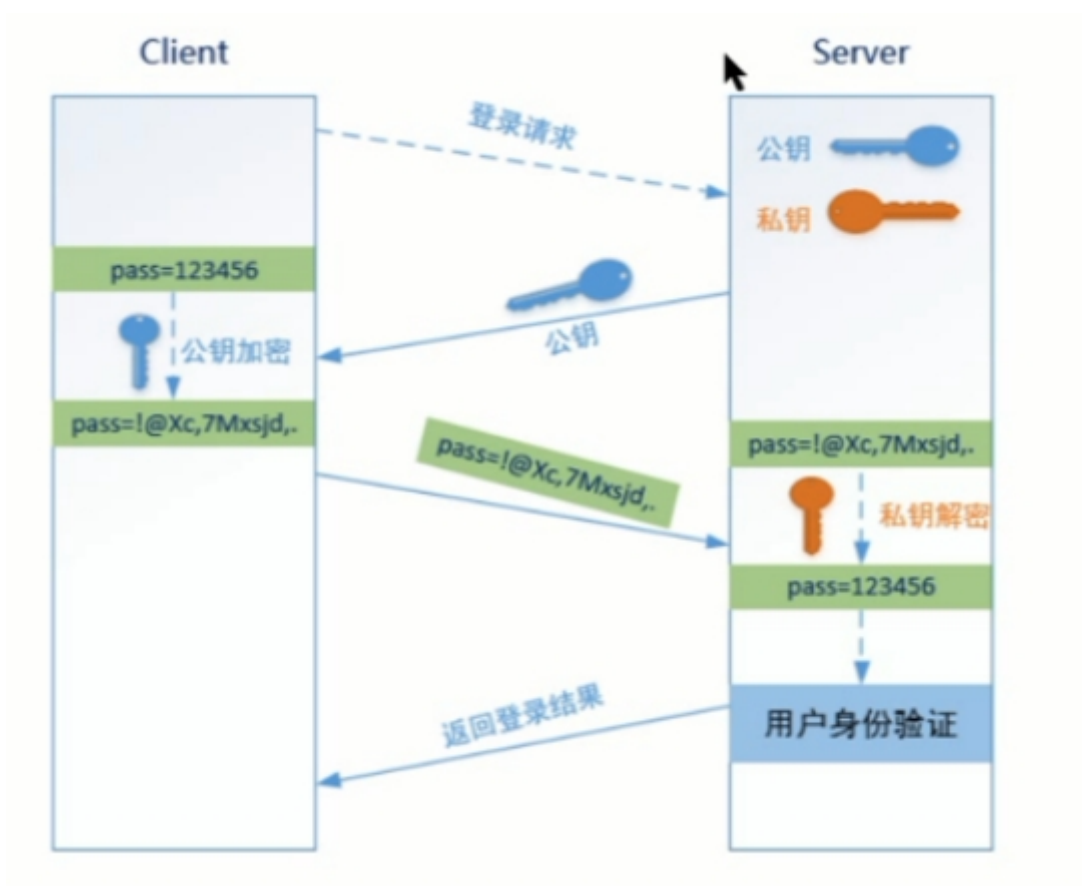 Client
Server
登录请求
公钥
私钥
pass=123456
公钥
公钥加密
pass=!@Xc,7Mxsjd,.
pass=!@Xc,7Mxsjd,.
pass=!@Xc,7Mxsjd,.
私钥解密
pass=123456
返回登录结果
用户身份验证